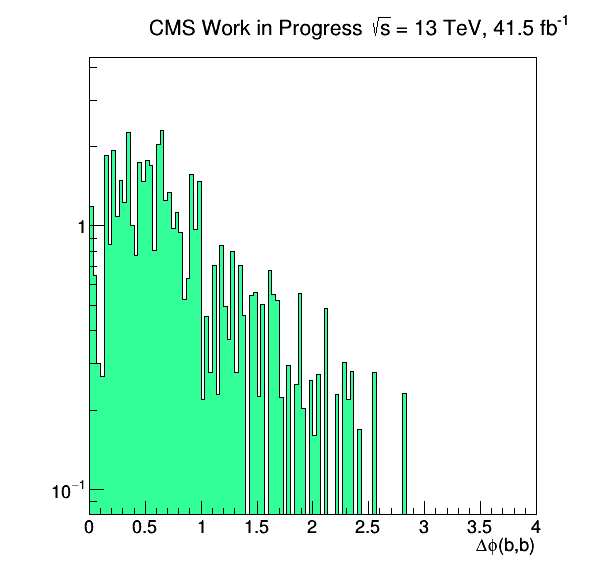 CMS Work in Progress √s = 13 TeV, 41.5 fb⁻¹
1
10⁻¹
0 0.5 1 1.5 2 2.5 3 3.5 4
Δϕ(b,b)